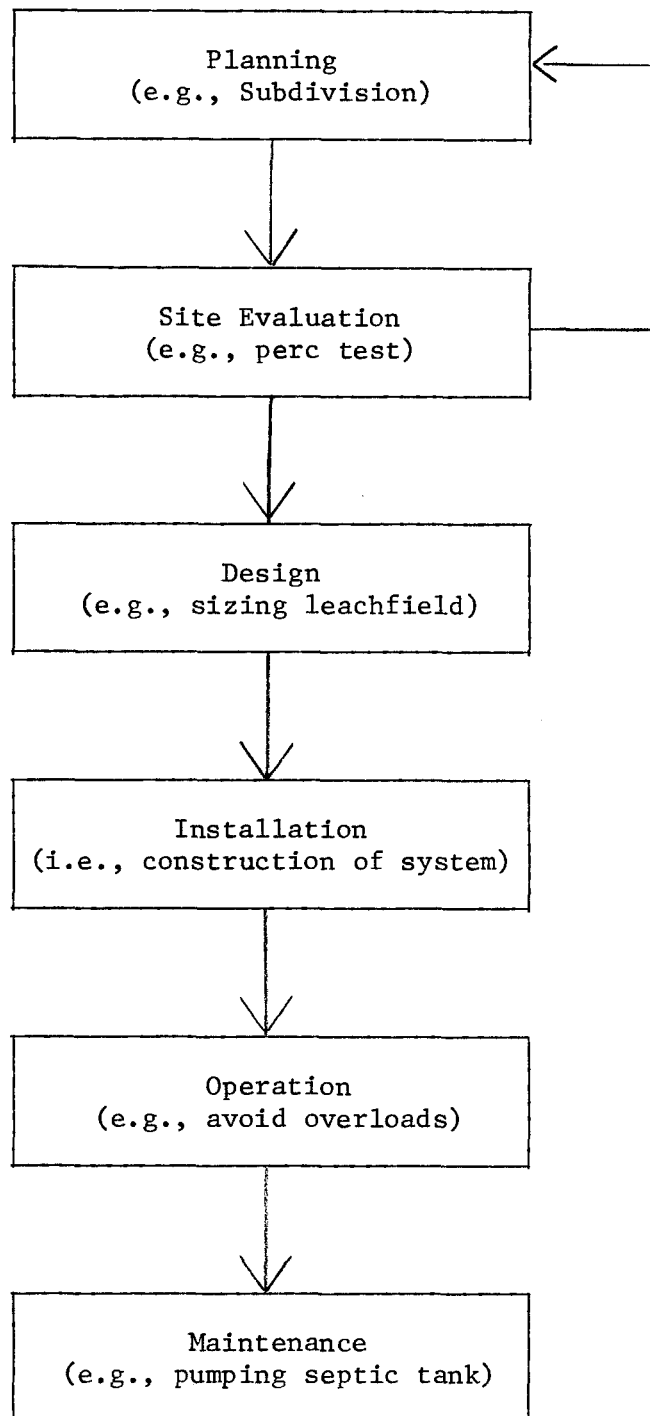 Planning
(e.g., Subdivision)
Site Evaluation
(e.g., perc test)
Design
(e.g., sizing leachfield)
Installation
(i.e., construction of system)
Operation
(e.g., avoid overloads)
Maintenance
(e.g., pumping septic tank)